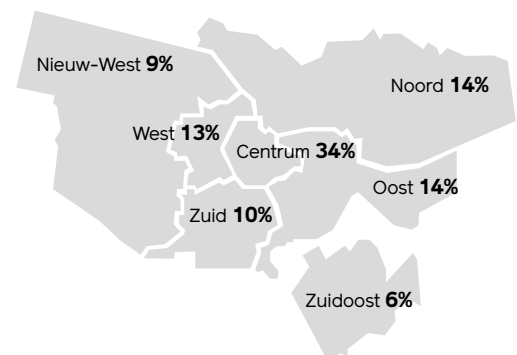 Nieuw-West 9%
Noord 14%
West 13%
Centrum 34%
Oost 14%
Zuid 10%
Zuidoost 6%